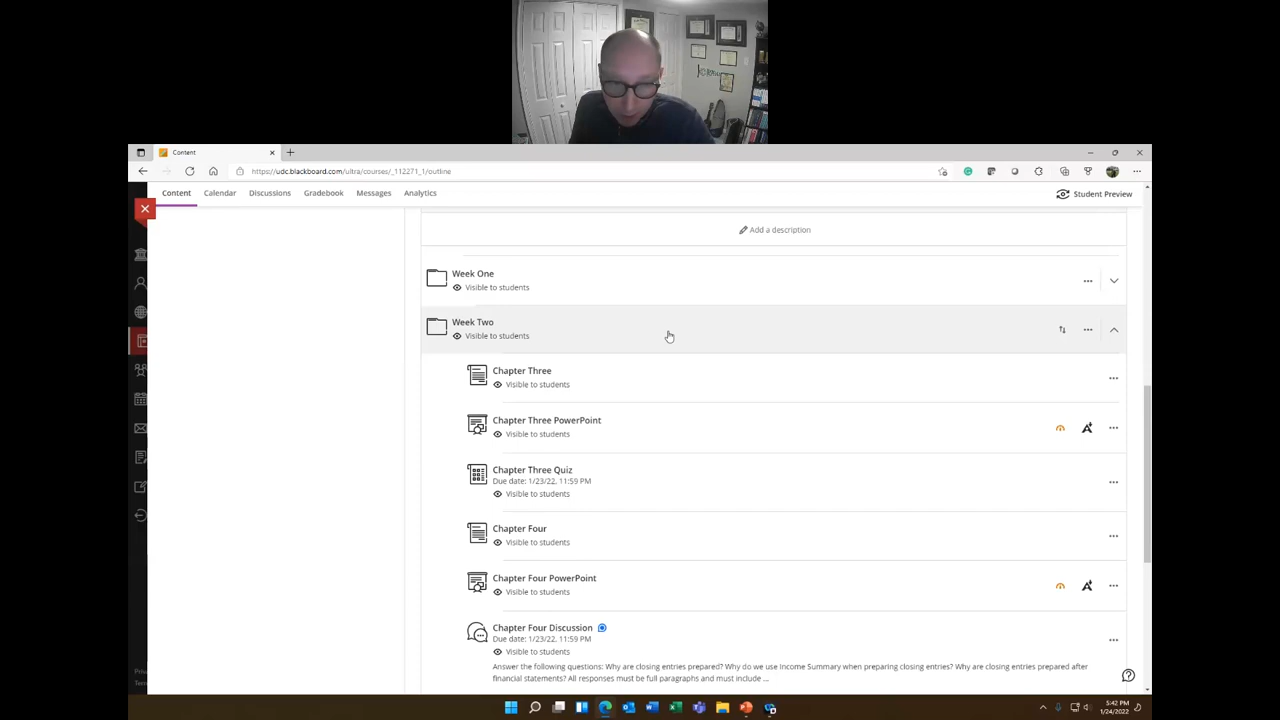 Content
https://udc.blackboard.com/ultra/courses/_112271_1/outline
Content Calendar Discussions Gradebook Messages Analytics
Student Preview
Add a description
Week One
Visible to students
Week Two
Visible to students
Chapter Three
Visible to students
Chapter Three PowerPoint
Visible to students
Chapter Three Quiz
Due date: 1/23/22, 11:59 PM
Visible to students
Chapter Four
Visible to students
Chapter Four PowerPoint
Visible to students
Chapter Four Discussion
Due date: 1/23/22, 11:59 PM
Visible to students
Answer the following questions: Why are closing entries prepared? Why do we use Income Summary when preparing closing entries? Why are closing entries prepared after
financial statements? All responses must be full paragraphs and must include ...
Priv
Term
5:42 PM
1/24/2022